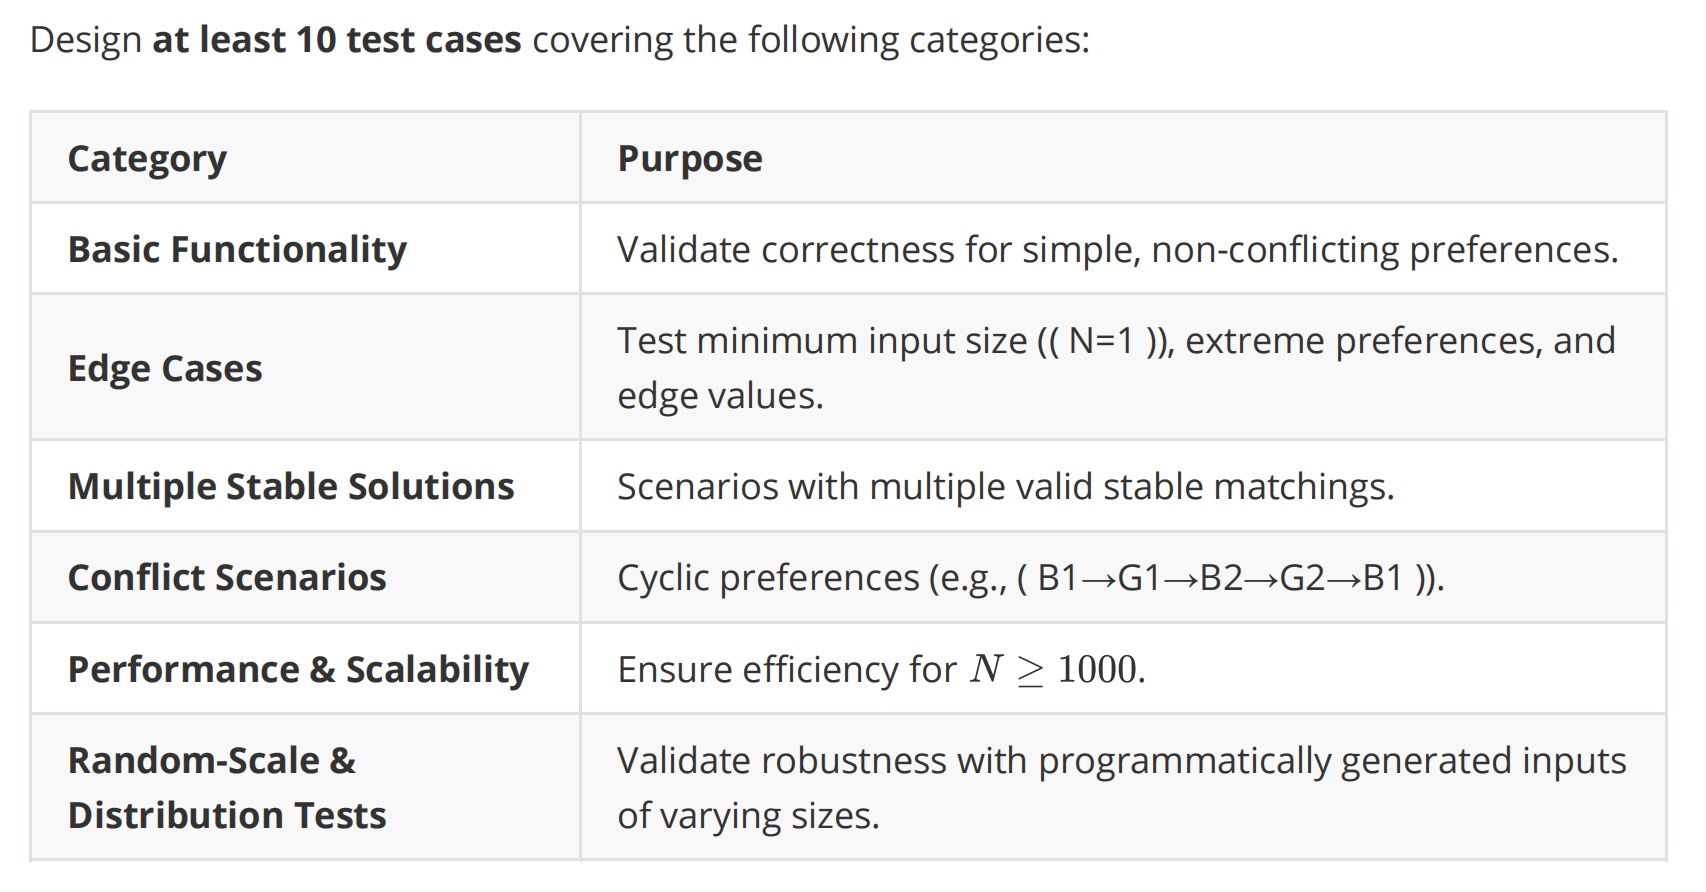 Design at least 10 test cases covering the following categories:
Category
Purpose
Basic Functionality
Validate correctness for simple, non-conflicting preferences.
Edge Cases
Test minimum input size (( N=1 )), extreme preferences, and
edge values.
Multiple Stable Solutions
Scenarios with multiple valid stable matchings.
Conflict Scenarios
Cyclic preferences (e.g., ( B1→G1→B2→G2→B1 )).
Performance & Scalability
Ensure efficiency for N ≥ 1000.
Random-Scale &
Distribution Tests
Validate robustness with programmatically generated inputs
of varying sizes.